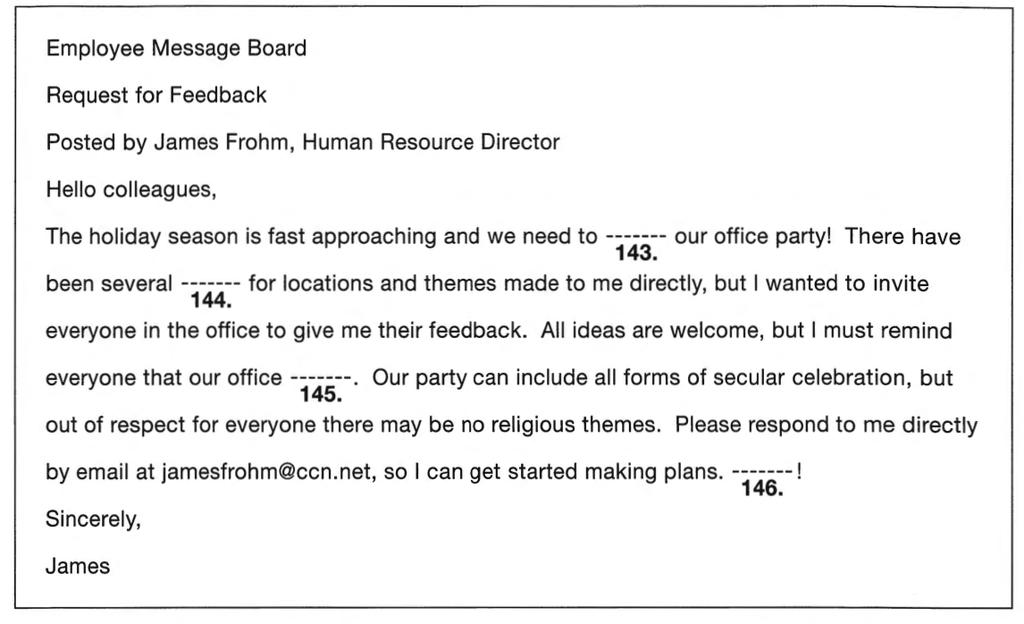 Employee Message Board
Request for Feedback
Posted by James Frohm, Human Resource Director
Hello colleagues,
The holiday season is fast approaching and we need to ------- our office party! There have
143.
been several ------- for locations and themes made to me directly, but I wanted to invite
144.
everyone in the office to give me their feedback. All ideas are welcome, but I must remind
everyone that our office -------. Our party can include all forms of secular celebration, but
145.
out of respect for everyone there may be no religious themes. Please respond to me directly
by email at jamesfrohm@ccn.net, so I can get started making plans. -------!
146.
Sincerely,
James